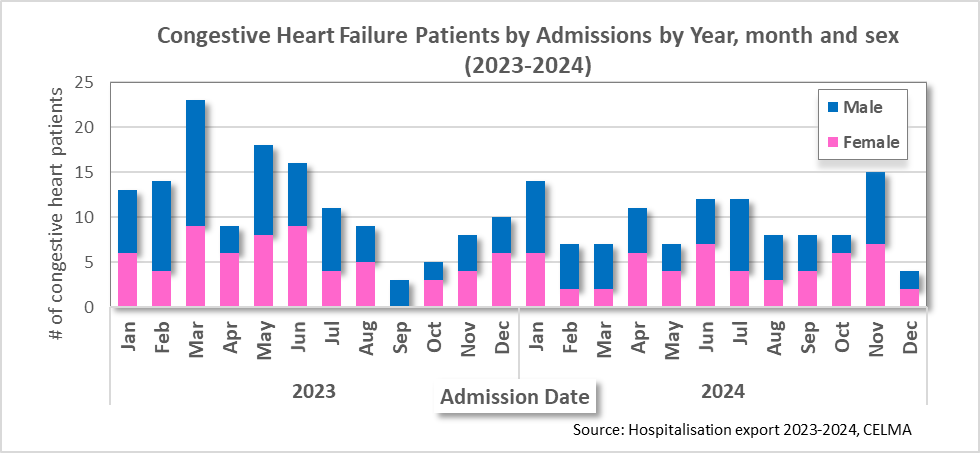 Congestive Heart Failure Patients by Admissions by Year, month and sex
(2023-2024)
# of congestive heart patients
25
20
15
10
5
0
Male
Female
Jan Feb Mar Apr May Jun Jul Aug Sep Oct Nov Dec Jan Feb Mar Apr May Jun Jul Aug Sep Oct Nov Dec
2023 2024
Admission Date
Source: Hospitalisation export 2023-2024, CELMA